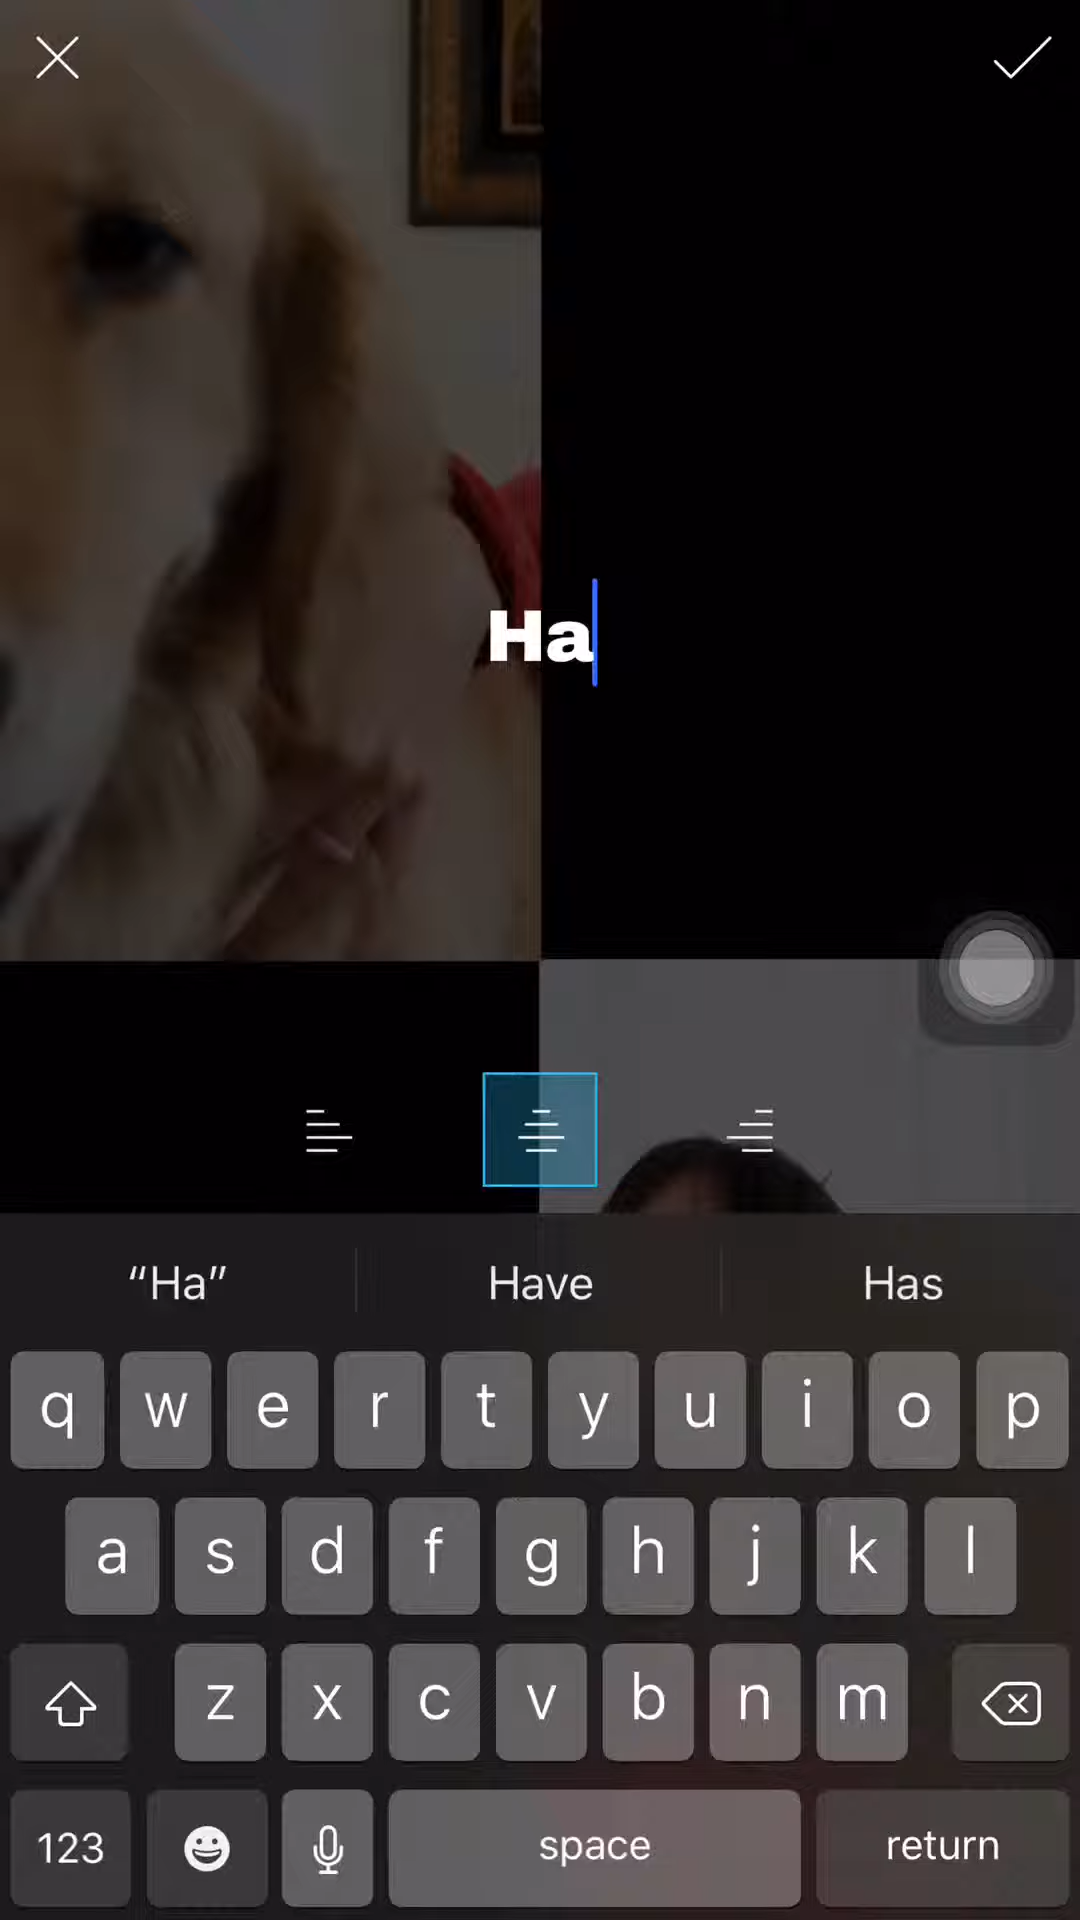 Ha
“Ha” Have Has
q w e r t y u i o p
a s d f g h j k l
z x c v b n m
123 space return